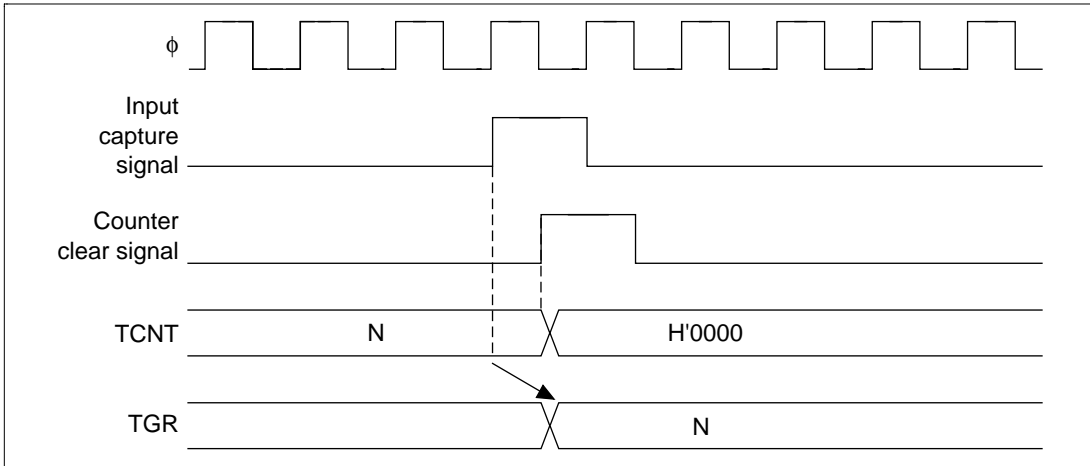 ϕ
Input
capture
signal
Counter
clear signal
TCNT
N
H'0000
TGR
N